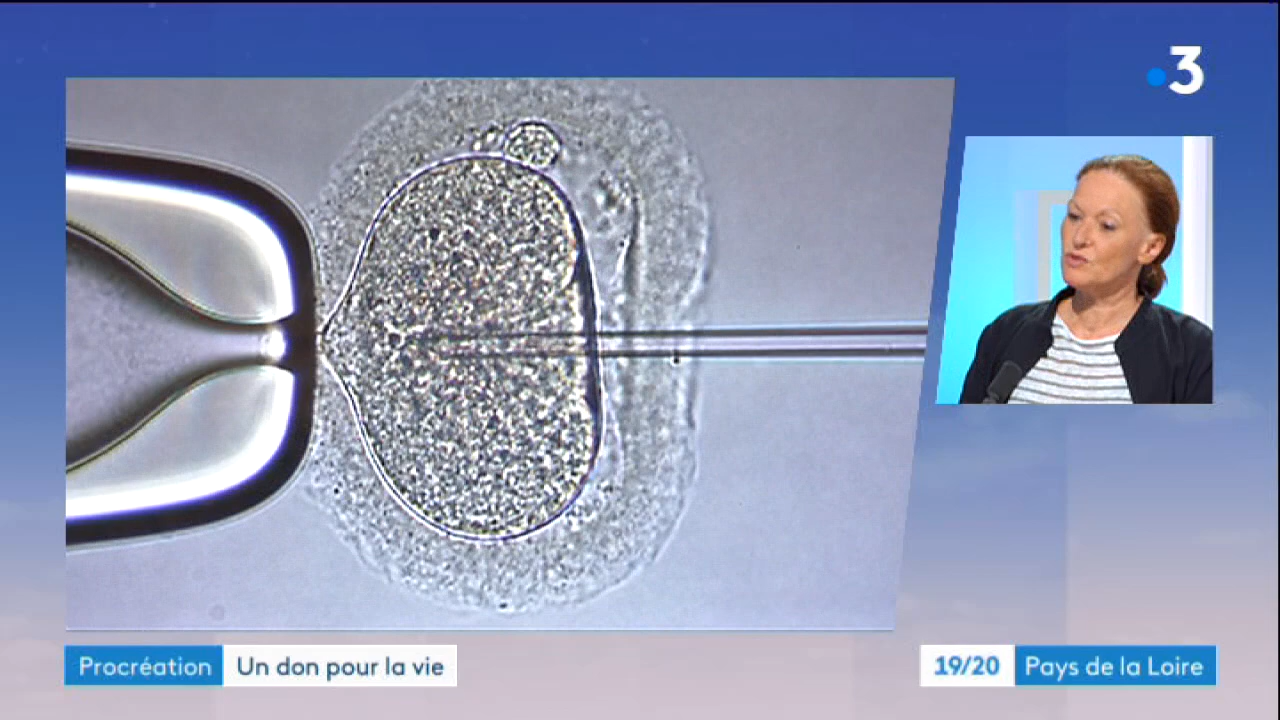 3
Procréation
Un don pour la vie
19/20
Pays de la Loire